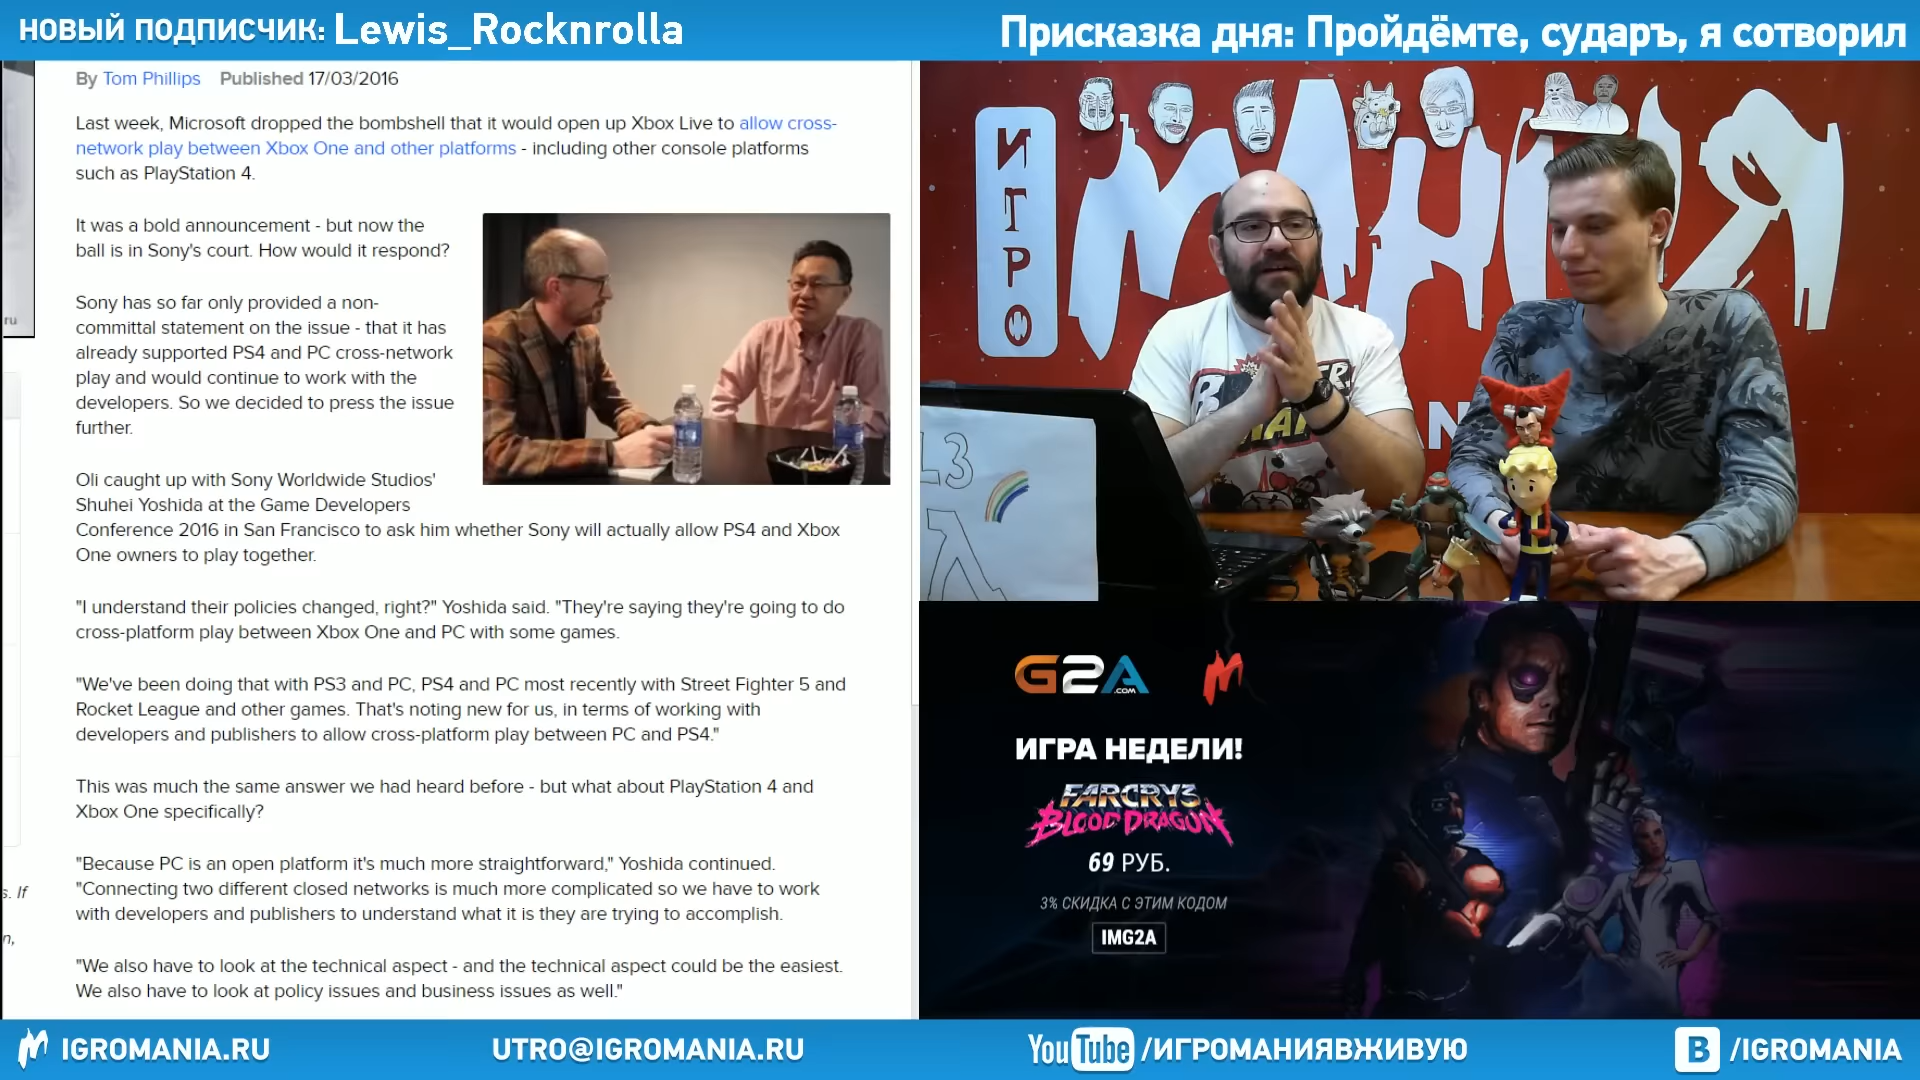 НОВЫЙ ПОДПИСЧИК: Lewis_Rocknrolla
Присказка дня: Пройдёмте, сударъ, я сотворил
By Tom Phillips Published 17/03/2016
Last week, Microsoft dropped the bombshell that it would open up Xbox Live to allow cross-
network play between Xbox One and other platforms - including other console platforms
such as PlayStation 4.
It was a bold announcement - but now the
ball is in Sony's court. How would it respond?
Sony has so far only provided a non-
committal statement on the issue - that it has
already supported PS4 and PC cross-network
play and would continue to work with the
developers. So we decided to press the issue
further.
Oli caught up with Sony Worldwide Studios'
Shuhei Yoshida at the Game Developers
Conference 2016 in San Francisco to ask him whether Sony will actually allow PS4 and Xbox
One owners to play together.
"I understand their policies changed, right?" Yoshida said. "They're saying they're going to do
cross-platform play between Xbox One and PC with some games.
"We've been doing that with PS3 and PC, PS4 and PC most recently with Street Fighter 5 and
Rocket League and other games. That's noting new for us, in terms of working with
developers and publishers to allow cross-platform play between PC and PS4."
This was much the same answer we had heard before - but what about PlayStation 4 and
Xbox One specifically?
"Because PC is an open platform it's much more straightforward," Yoshida continued.
"Connecting two different closed networks is much more complicated so we have to work
with developers and publishers to understand what it is they are trying to accomplish.
"We also have to look at the technical aspect - and the technical aspect could be the easiest.
We also have to look at policy issues and business issues as well."
ru
s. If
n,
ИГРО
МАНИЯ
L3
G2A.COM
ИГРА НЕДЕЛИ!
FARCRY3
BLOOD DRAGON
69 РУБ.
3% СКИДКА С ЭТИМ КОДОМ
IMG2A
IGROMANIA.RU
UTRO@IGROMANIA.RU
YouTube /ИГРОМАНИЯВЖИВУЮ
B /IGROMANIA